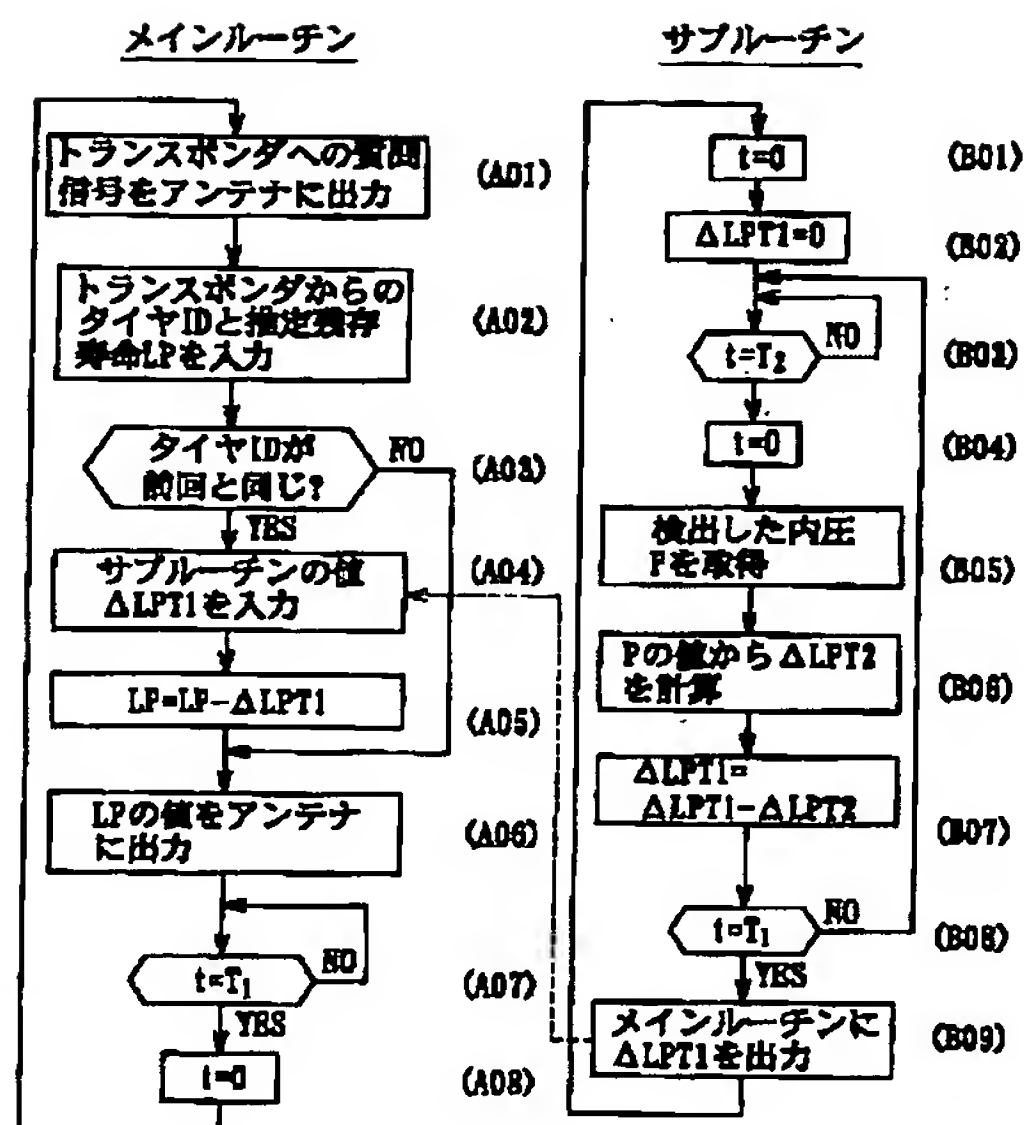 メインルーチン
トランスポンダへの質問
信号をアンテナに出力
(A01)
トランスポンダからの
タイヤIDと推定残存
寿命LPを入力
(A02)
タイヤIDが
前回と同じ?
NO
(A03)
YES
サブルーチンの値
ΔLPT1を入力
(A04)
LP=LP-ΔLPT1
(A05)
LPの値をアンテナ
に出力
(A06)
t=T1
NO
(A07)
YES
t=0
(A08)
サブルーチン
t=0
(B01)
ΔLPT1=0
(B02)
t=T2
NO
(B03)
t=0
(B04)
検出した内圧
Pを取得
(B05)
Pの値からΔLPT2
を計算
(B06)
ΔLPT1=
ΔLPT1-ΔLPT2
(B07)
t=T1
NO
(B08)
YES
メインルーチンに
ΔLPT1を出力
(B09)